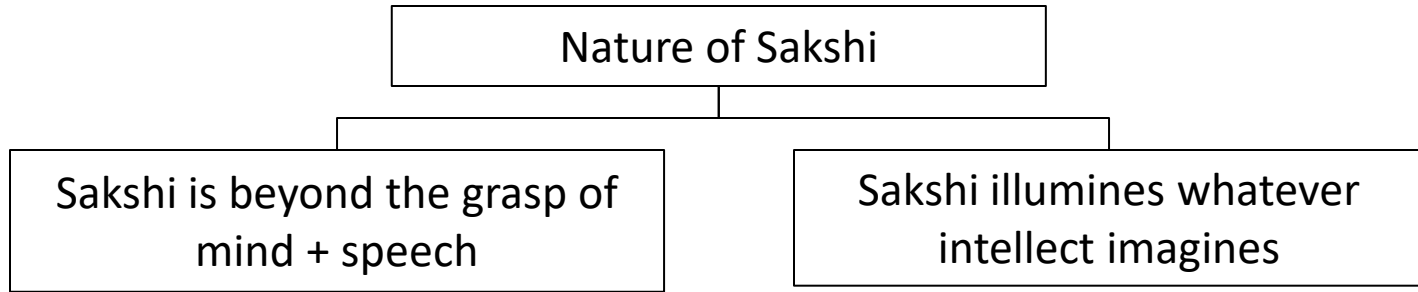 Nature of Sakshi
Sakshi is beyond the grasp of
mind + speech
Sakshi illumines whatever
intellect imagines